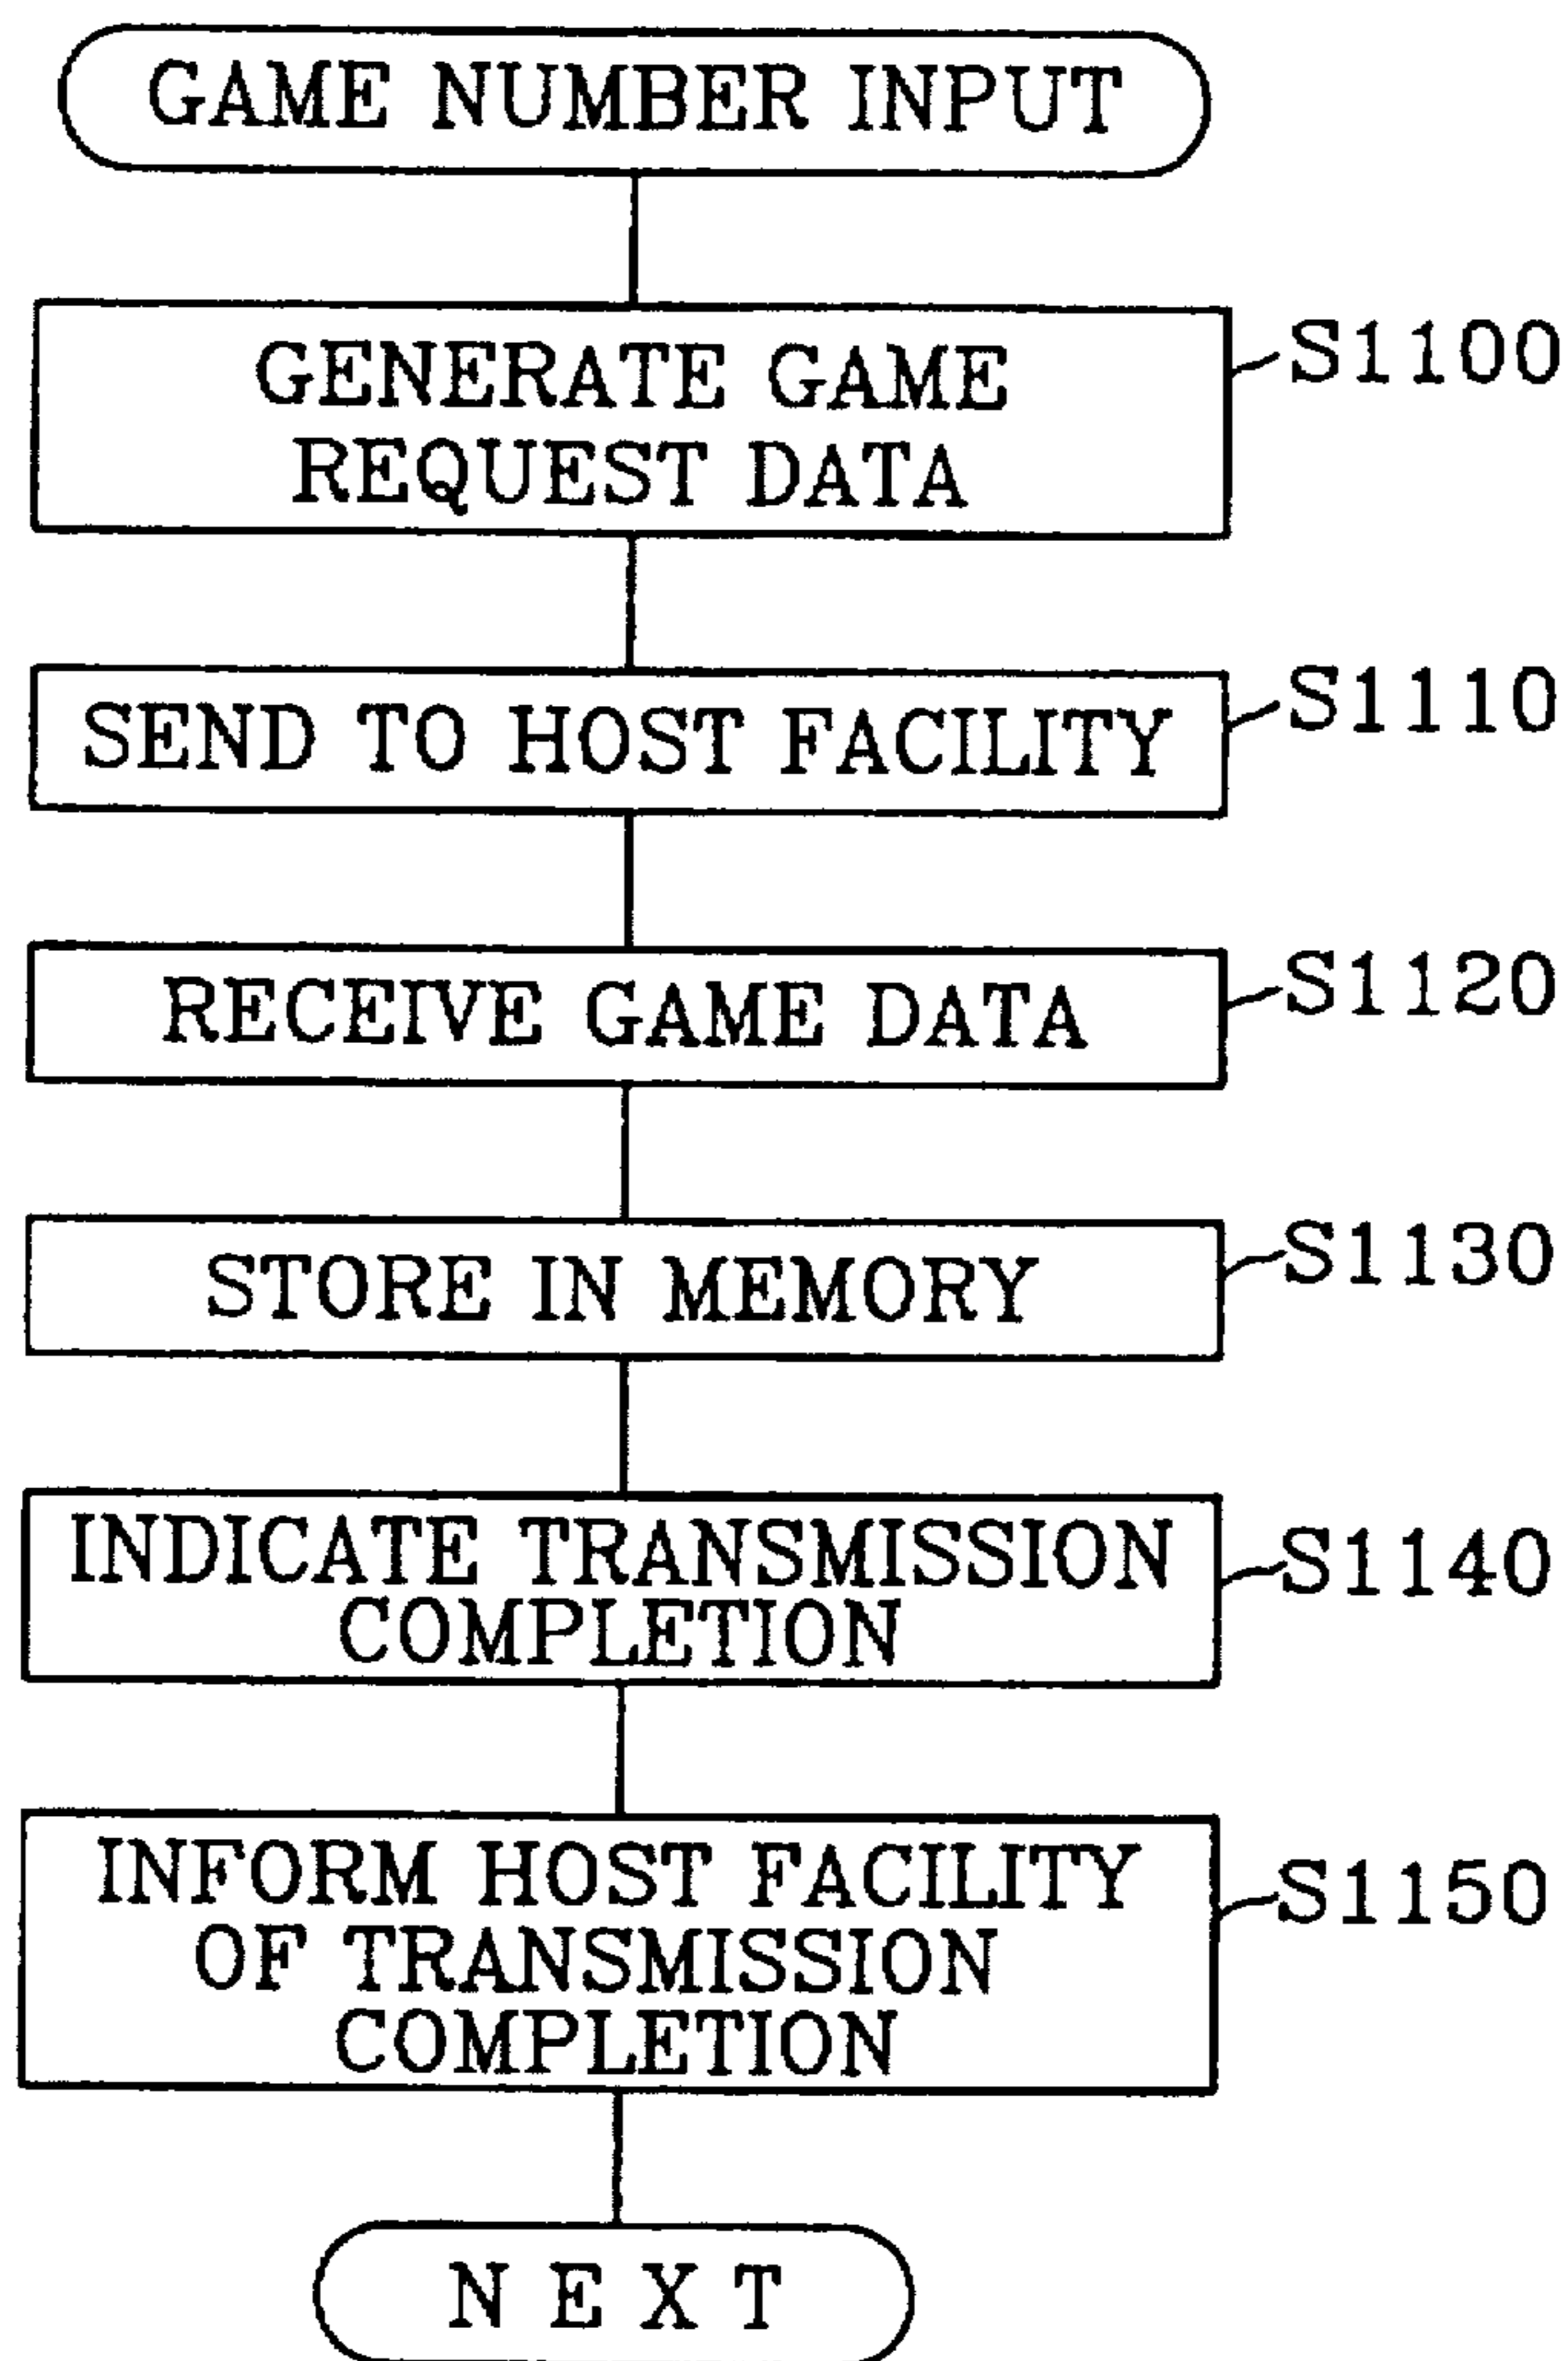 GAME NUMBER INPUT
GENERATE GAME
REQUEST DATA
S1100
SEND TO HOST FACILITY
S1110
RECEIVE GAME DATA
S1120
STORE IN MEMORY
S1130
INDICATE TRANSMISSION
COMPLETION
S1140
INFORM HOST FACILITY
OF TRANSMISSION
COMPLETION
S1150
NEXT